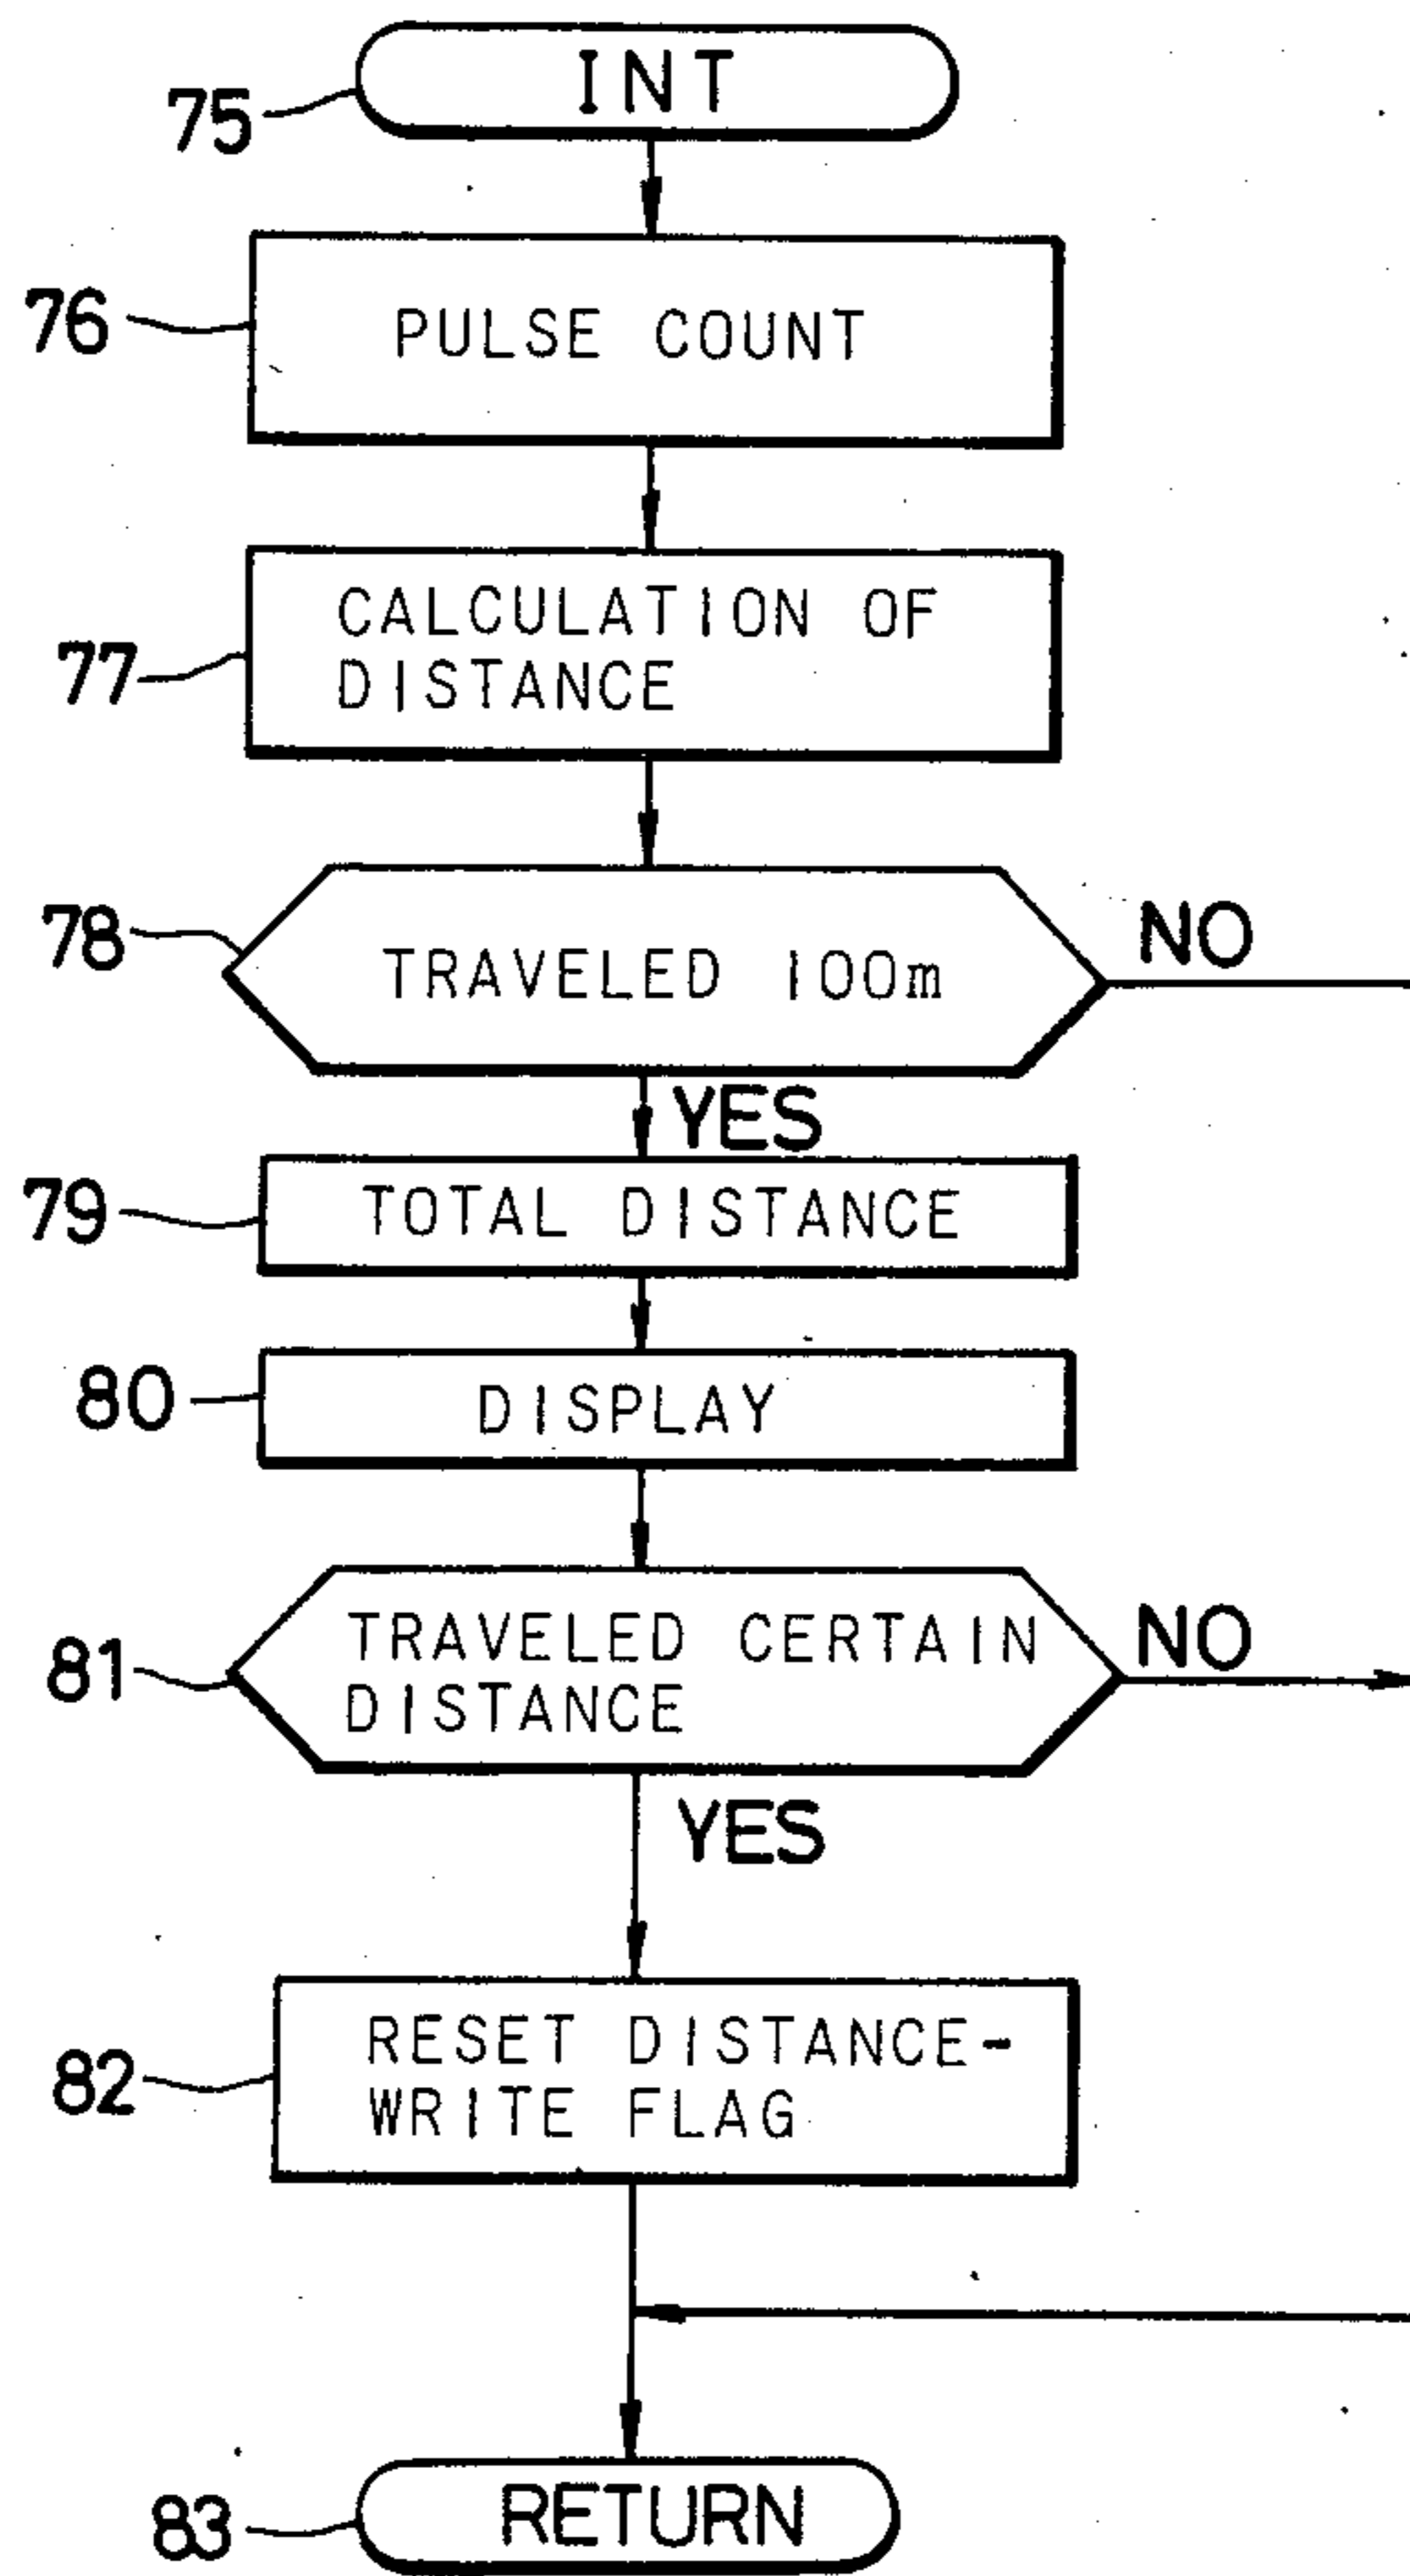 INT
75
76
PULSE COUNT
CALCULATION OF
DISTANCE
77
78
TRAVELED 100m
NO
YES
79
TOTAL DISTANCE
80
DISPLAY
TRAVELED CERTAIN
DISTANCE
81
NO
YES
RESET DISTANCE-
WRITE FLAG
82
83
RETURN